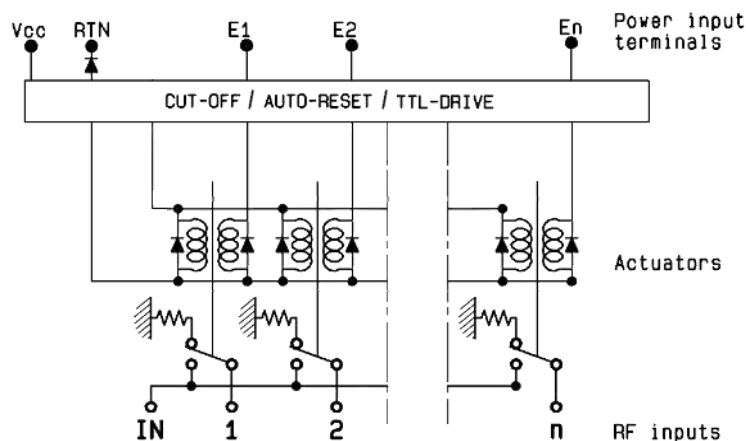 Vcc RTN E1 E2 En Power input
terminals
CUT-OFF / AUTO-RESET / TTL-DRIVE
Actuators
IN 1 2 n RF inputs